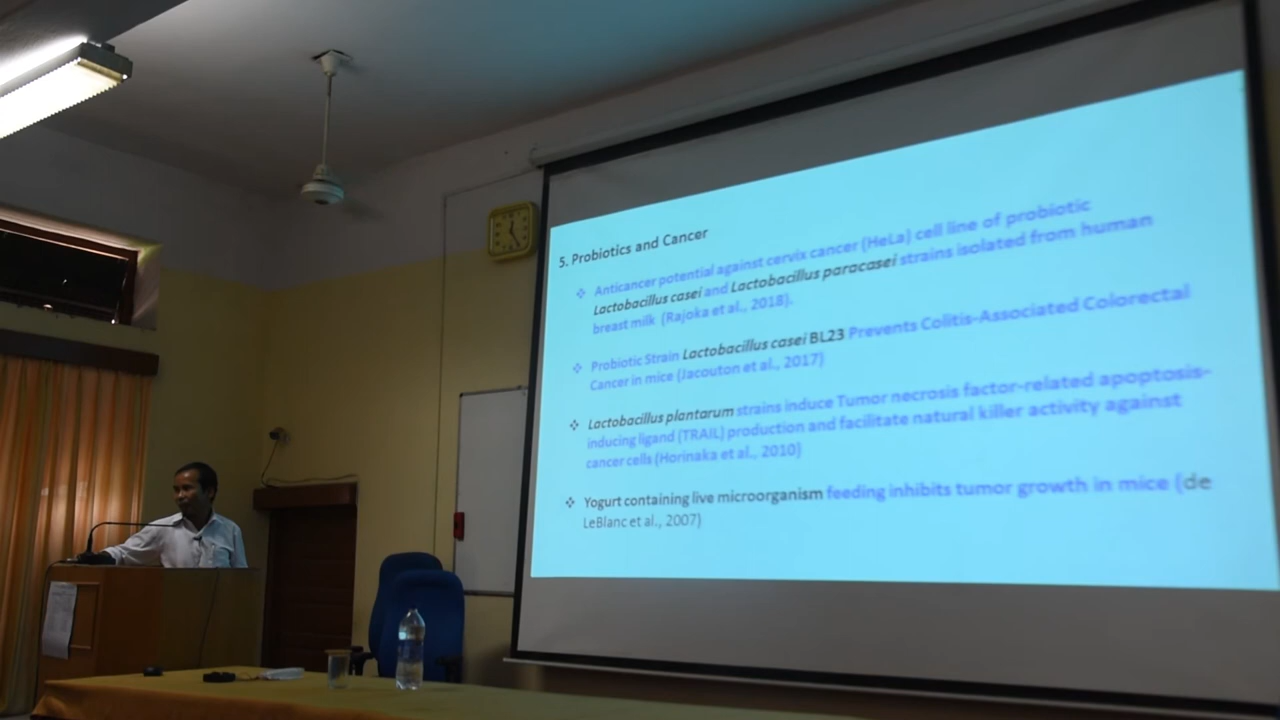 5. Probiotics and Cancer
❖ Anticancer potential against cervix cancer (HeLa) cell line of probiotic
Lactobacillus casei and Lactobacillus paracasei strains isolated from human
breast milk (Rajoka et al., 2018).
❖ Probiotic Strain Lactobacillus casei BL23 Prevents Colitis-Associated Colorectal
Cancer in mice (Jacouton et al., 2017)
❖ Lactobacillus plantarum strains induce Tumor necrosis factor-related apoptosis-
inducing ligand (TRAIL) production and facilitate natural killer activity against
cancer cells (Horinaka et al., 2010)
❖ Yogurt containing live microorganism feeding inhibits tumor growth in mice (de
LeBlanc et al., 2007)